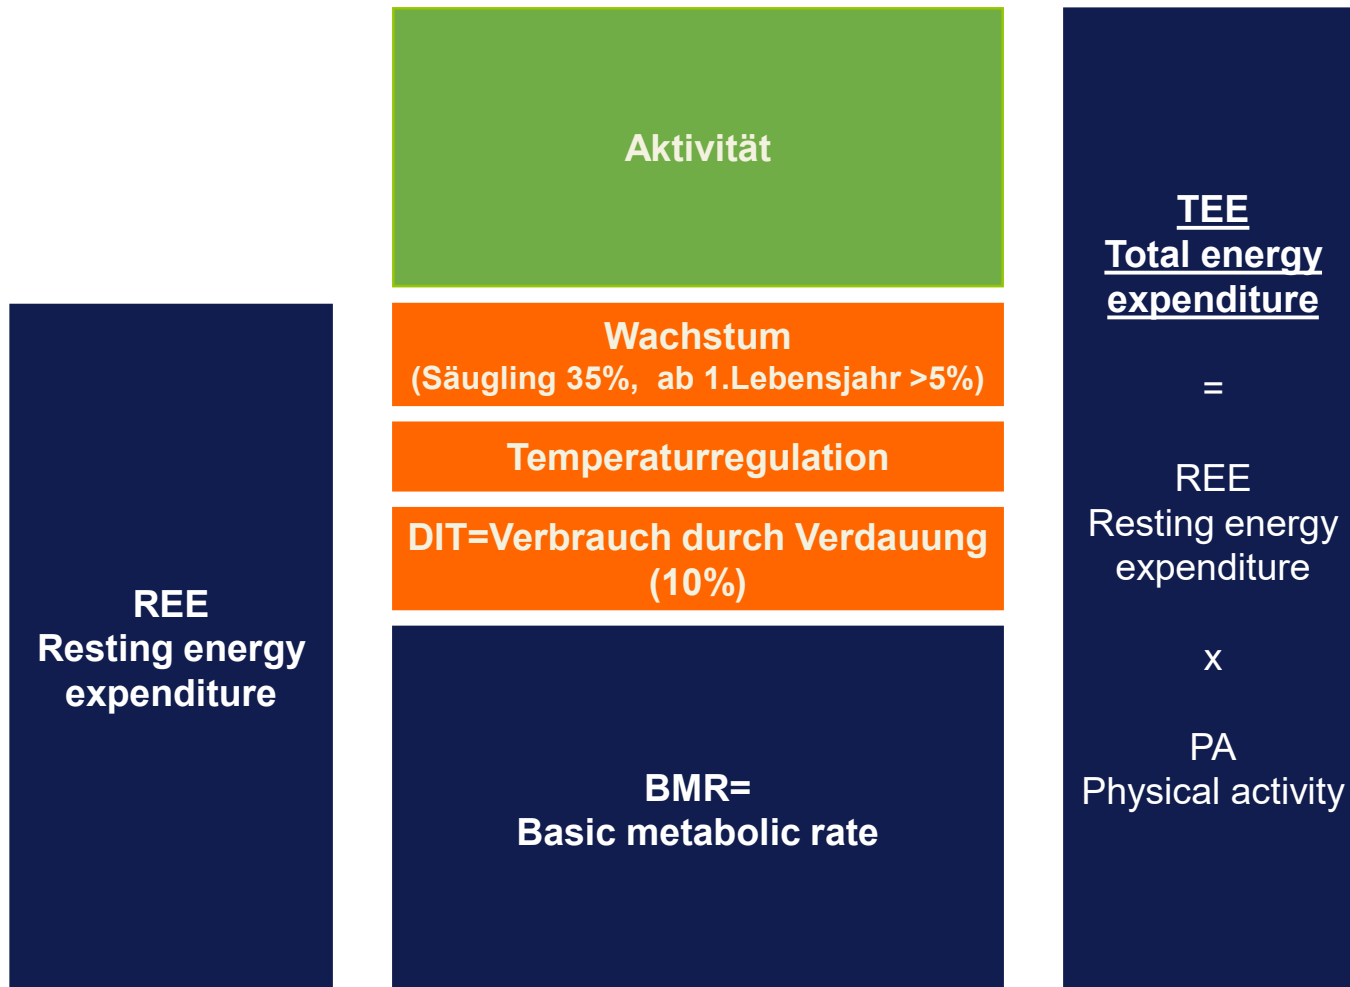 Aktivität
Wachstum
(Säugling 35%, ab 1.Lebensjahr >5%)
Temperaturregulation
DIT=Verbrauch durch Verdauung
(10%)
BMR=
Basic metabolic rate
REE
Resting energy
expenditure
TEE
Total energy
expenditure
=
REE
Resting energy
expenditure
x
PA
Physical activity